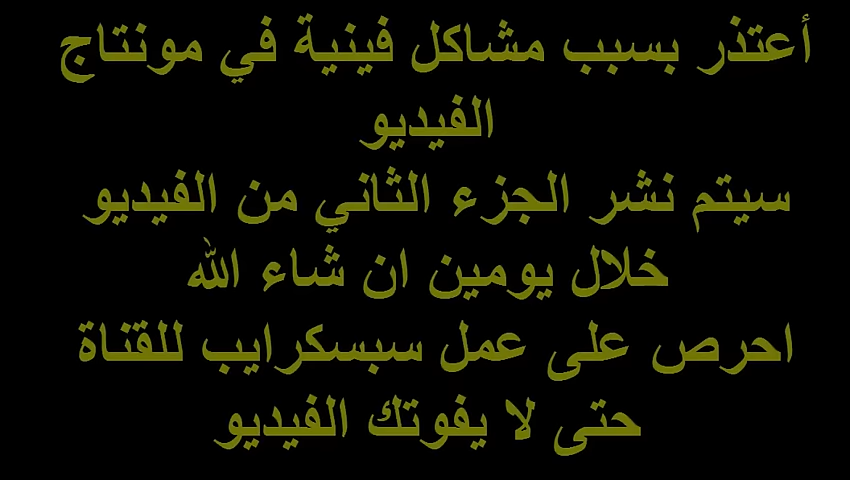 أعتذر بسبب مشاكل فينية في مونتاج
الفيديو
سيتم نشر الجزء الثاني من الفيديو
خلال يومين ان شاء الله
احرص على عمل سبسكرايب للقناة
حتى لا يفوتك الفيديو